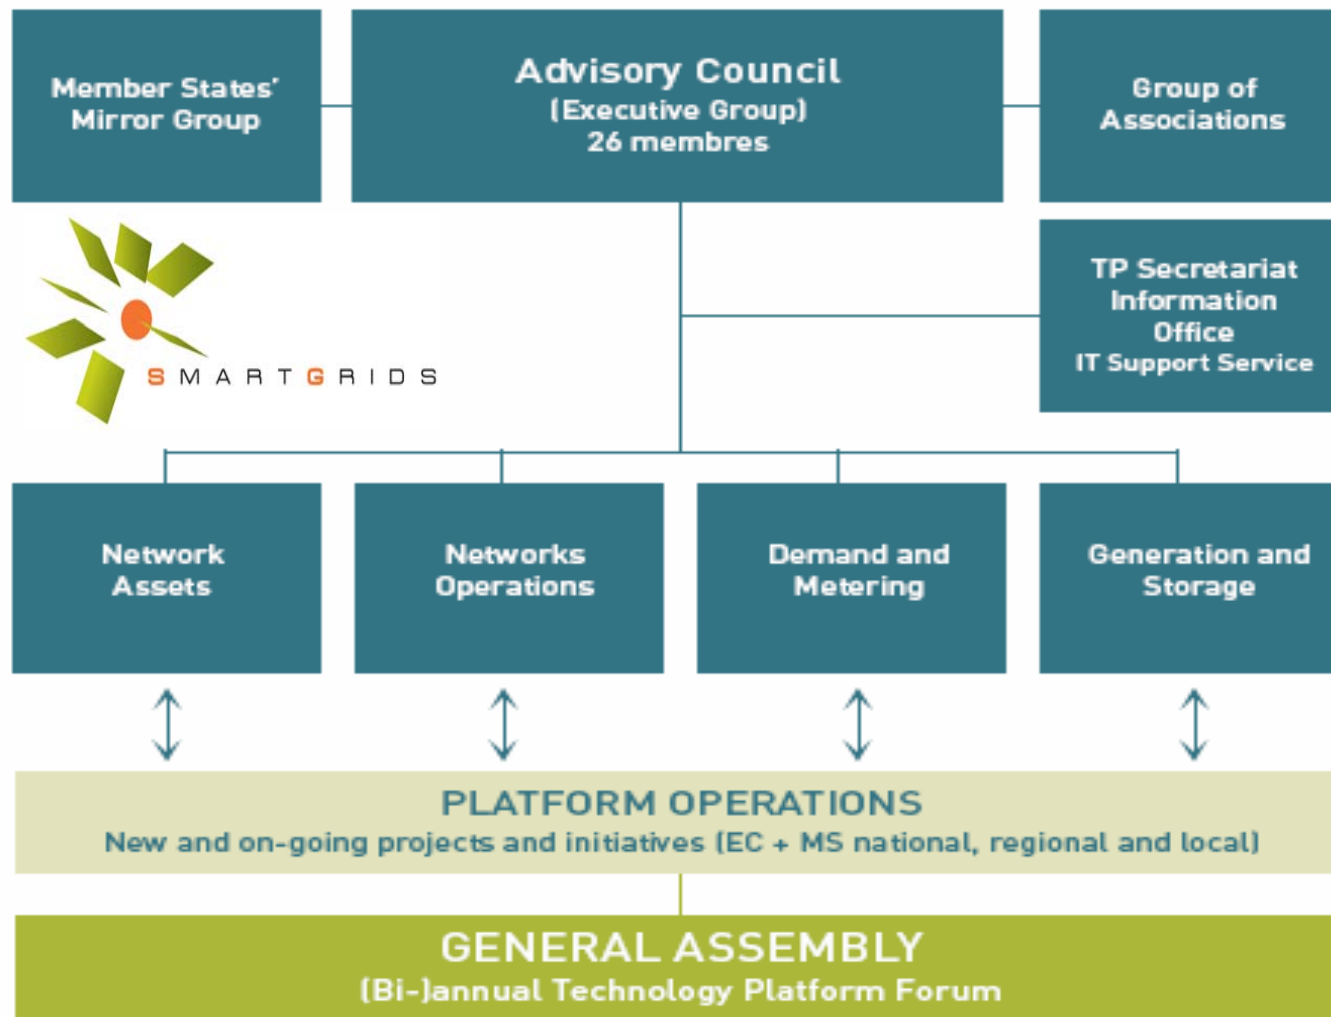 Member States'
Mirror Group
Advisory Council
(Executive Group)
26 membres
Group of
Associations
TP Secretariat
Information
Office
IT Support Service
SMARTGRIDS
Network
Assets
Networks
Operations
Demand and
Metering
Generation and
Storage
PLATFORM OPERATIONS
New and on-going projects and initiatives (EC + MS national, regional and local)
GENERAL ASSEMBLY
(Bi-)annual Technology Platform Forum